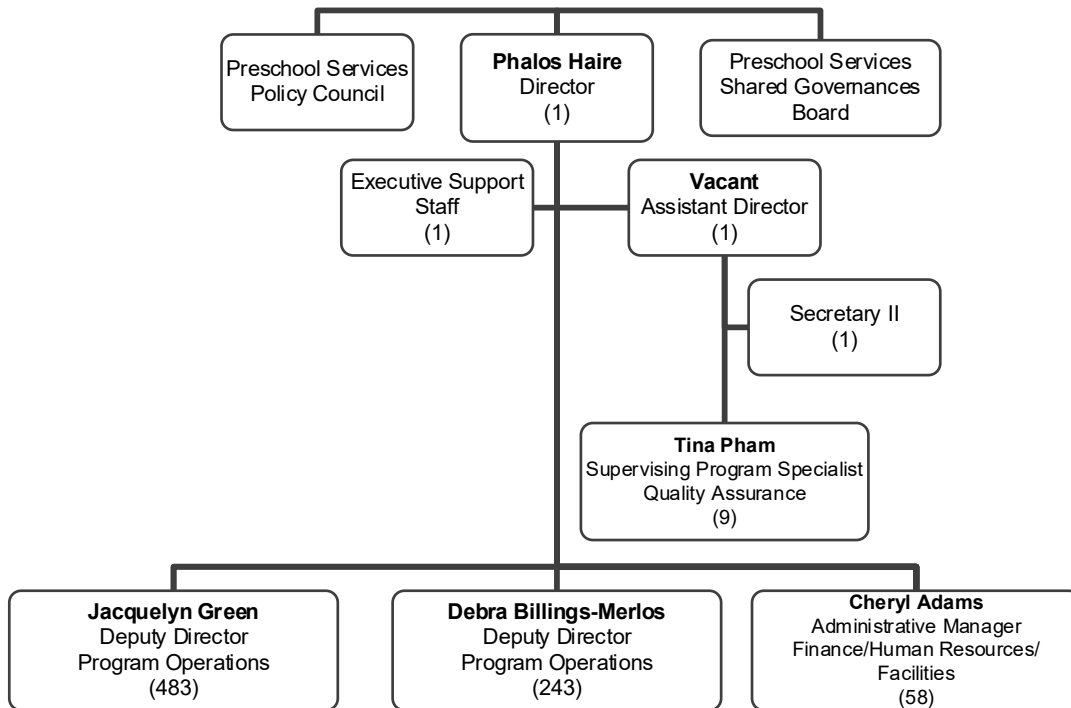 Preschool Services
Policy Council
Phalos Haire
Director
(1)
Preschool Services
Shared Governances
Board
Executive Support
Staff
(1)
Vacant
Assistant Director
(1)
Secretary II
(1)
Tina Pham
Supervising Program Specialist
Quality Assurance
(9)
Jacquelyn Green
Deputy Director
Program Operations
(483)
Debra Billings-Merlos
Deputy Director
Program Operations
(243)
Cheryl Adams
Administrative Manager
Finance/Human Resources/
Facilities
(58)